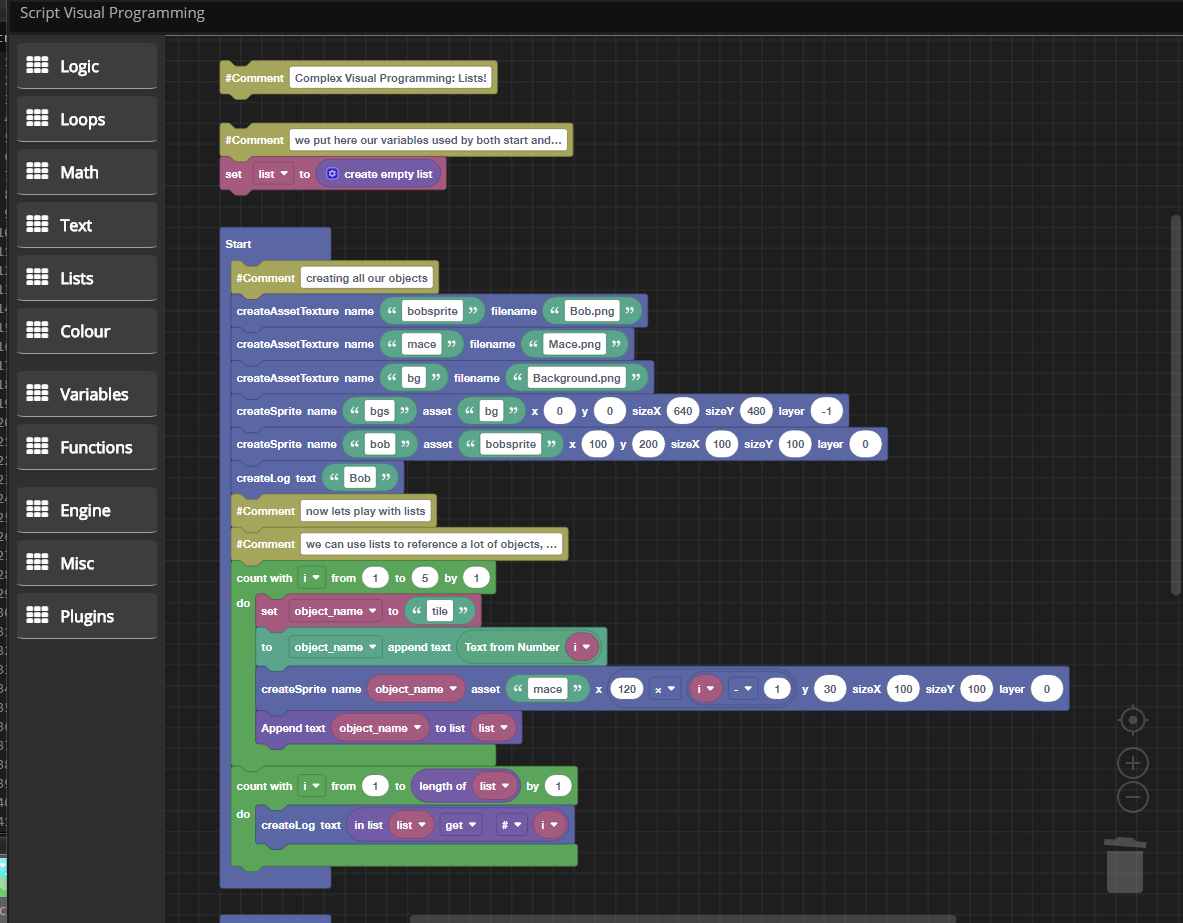 Script Visual Programming
Logic
Loops
Math
Text
Lists
Colour
Variables
Functions
Engine
Misc
Plugins
#Comment Complex Visual Programming: Lists!
#Comment we put here our variables used by both start and...
set list to create empty list
Start
#Comment creating all our objects
createAssetTexture name “ bobsprite ” filename “ Bob.png ”
createAssetTexture name “ mace ” filename “ Mace.png ”
createAssetTexture name “ bg ” filename “ Background.png ”
createSprite name “ bgs ” asset “ bg ” x 0 y 0 sizeX 640 sizeY 480 layer -1
createSprite name “ bob ” asset “ bobsprite ” x 100 y 200 sizeX 100 sizeY 100 layer 0
createLog text “ Bob ”
#Comment now lets play with lists
#Comment we can use lists to reference a lot of objects, ...
count with i from 1 to 5 by 1
do set object_name to “ tile ”
to object_name append text Text from Number i
createSprite name object_name asset “ mace ” x 120 × i - 1 y 30 sizeX 100 sizeY 100 layer 0
Append text object_name to list list
count with i from 1 to length of list by 1
do createLog text in list list get # i